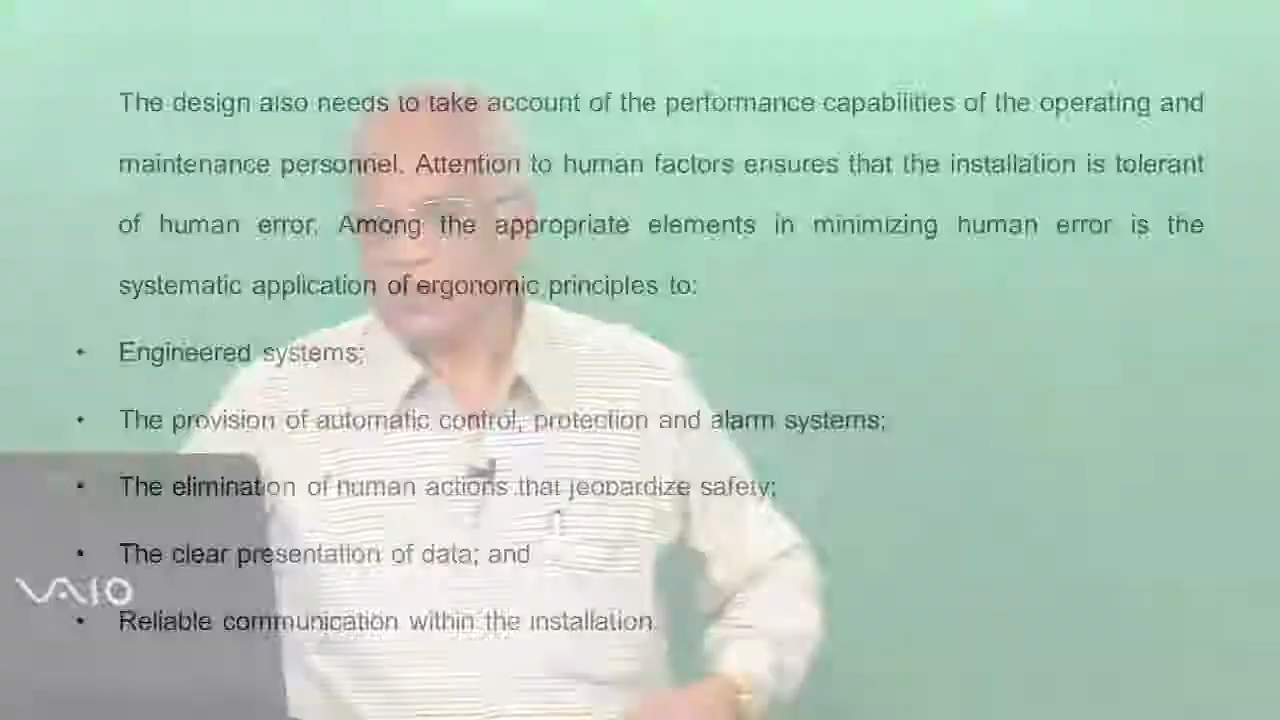 The design also needs to take account of the performance capabilities of the operating and
maintenance personnel. Attention to human factors ensures that the installation is tolerant
of human error. Among the appropriate elements in minimizing human error is the
systematic application of ergonomic principles to:
• Engineered systems;
• The provision of automatic control, protection and alarm systems;
• The elimination of human actions that jeopardize safety;
• The clear presentation of data; and
VAIO
• Reliable communication within the installation.